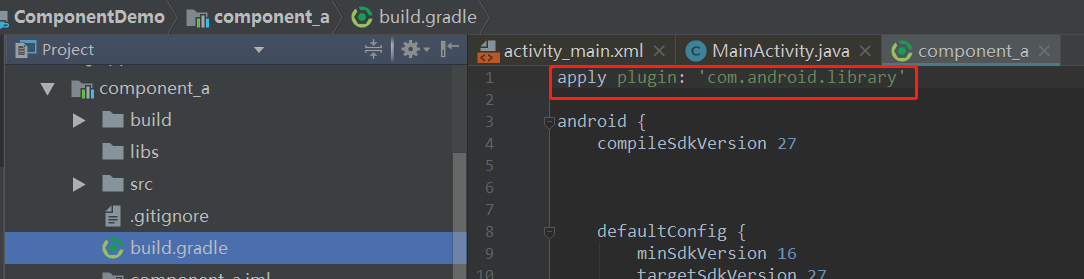 ComponentDemo component_a build.gradle
Project
component_a
build
libs
src
.gitignore
build.gradle
component_a.iml
activity_main.xml MainActivity.java component_a
1 apply plugin: 'com.android.library'
2
3 android {
4 compileSdkVersion 27
5
6
7
8 defaultConfig {
9 minSdkVersion 16
10 targetSdkVersion 27